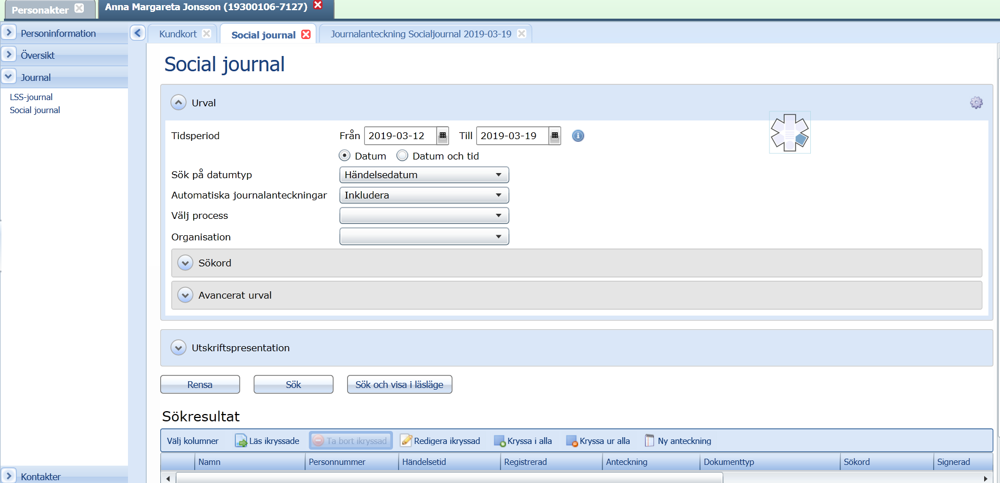 Personakter
Anna Margareta Jonsson (19300106-7127)
Personinformation
Översikt
Journal
LSS-journal
Social journal
Kontakter
Kundkort
Social journal
Journalanteckning Socialjournal 2019-03-19
Social journal
Urval
Tidsperiod
Från 2019-03-12 Till 2019-03-19
Datum Datum och tid
Sök på datumtyp Händelsedatum
Automatiska journalanteckningar Inkludera
Välj process
Organisation
Sökord
Avancerat urval
Utskriftspresentation
Rensa Sök Sök och visa i läsläge
Sökresultat
Välj kolumner Läs ikryssade Ta bort ikryssad Redigera ikryssad Kryssa i alla Kryssa ur alla Ny anteckning
Namn Personnummer Händelsetid Registrerad Anteckning Dokumenttyp Sökord Signerad